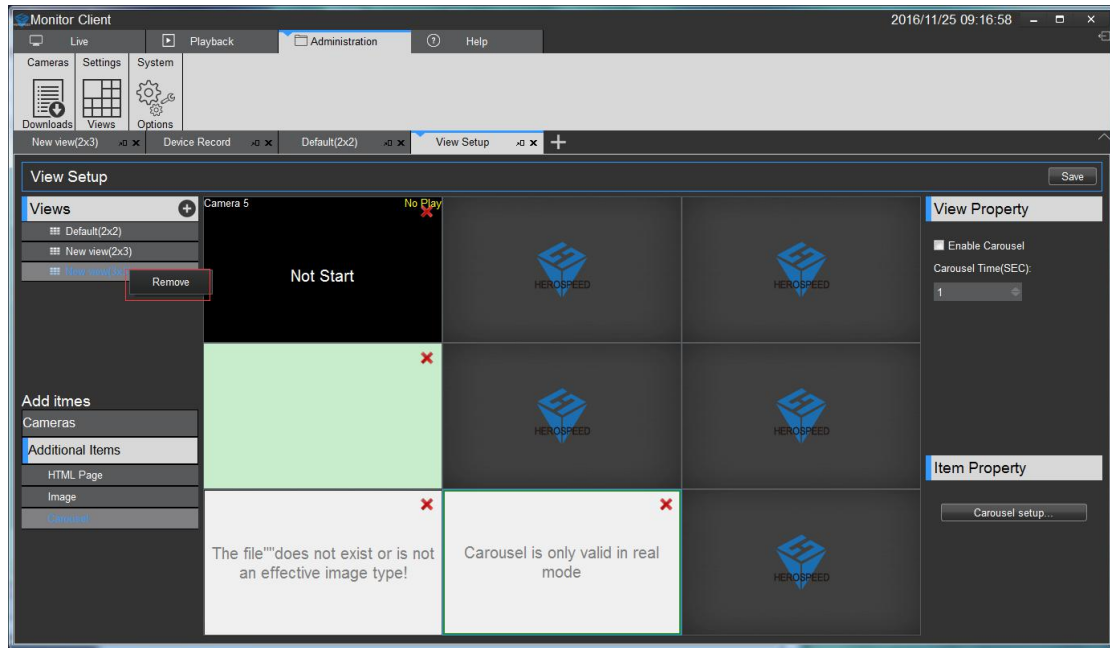 Monitor Client
2016/11/25 09:16:58
Live
Playback
Administration
Help
Cameras
Settings
System
Downloads
Views
Options
New view(2x3)
Device Record
Default(2x2)
View Setup
View Setup
Save
Views
Default(2x2)
New view(2x3)
Remove
Camera 5
No Play
Not Start
HEROSPEED
HEROSPEED
View Property
Enable Carousel
Carousel Time(SEC):
1
Add itmes
Cameras
Additional Items
HTML Page
Image
Carousel
HEROSPEED
HEROSPEED
The file""does not exist or is not
an effective image type!
Carousel is only valid in real
mode
HEROSPEED
Item Property
Carousel setup...